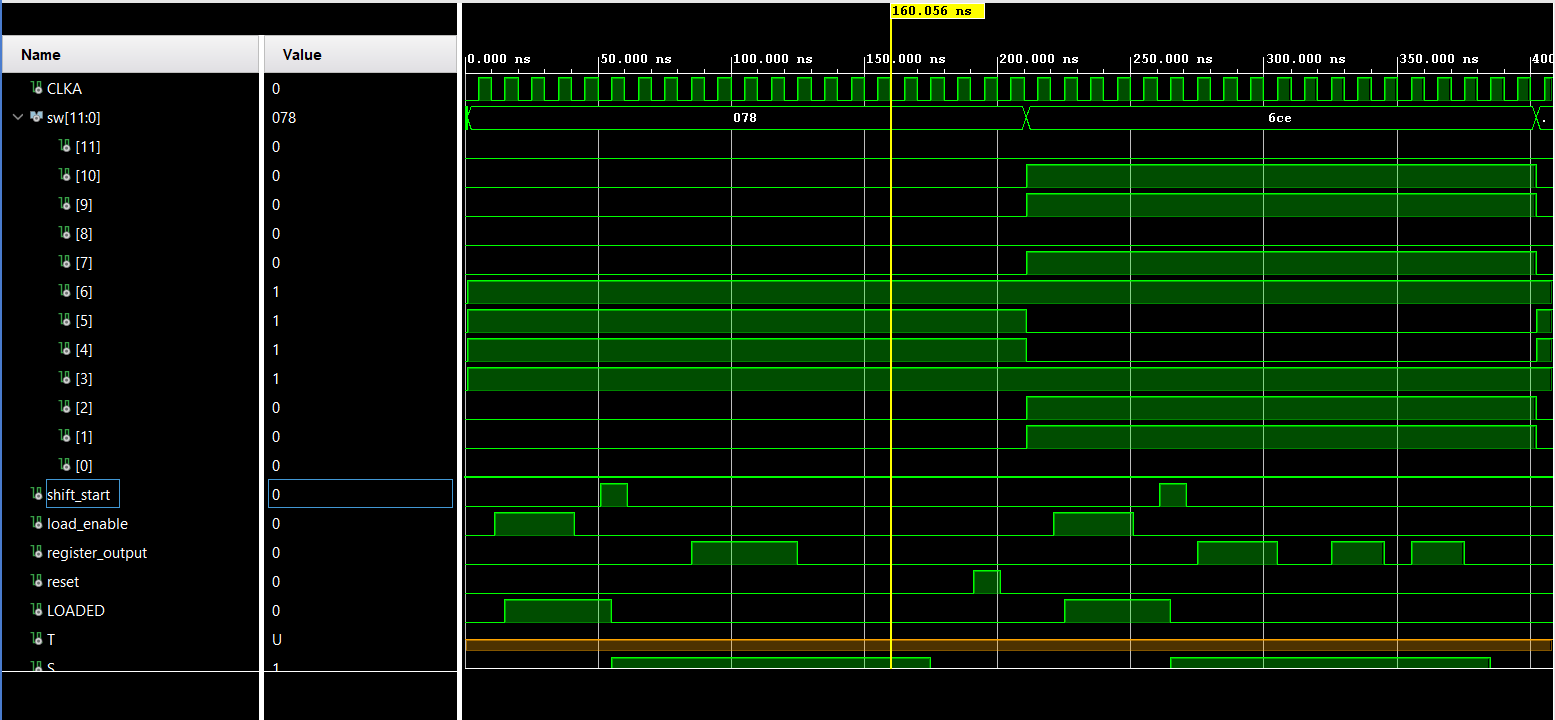 160.056 ns
Name Value
0.000 ns 50.000 ns 100.000 ns 150.000 ns 200.000 ns 250.000 ns 300.000 ns 350.000 ns 400
CLKA 0
sw[11:0] 078 078 6ce .
[11] 0
[10] 0
[9] 0
[8] 0
[7] 0
[6] 1
[5] 1
[4] 1
[3] 1
[2] 0
[1] 0
[0] 0
shift_start 0
load_enable 0
register_output 0
reset 0
LOADED 0
T U
S 1